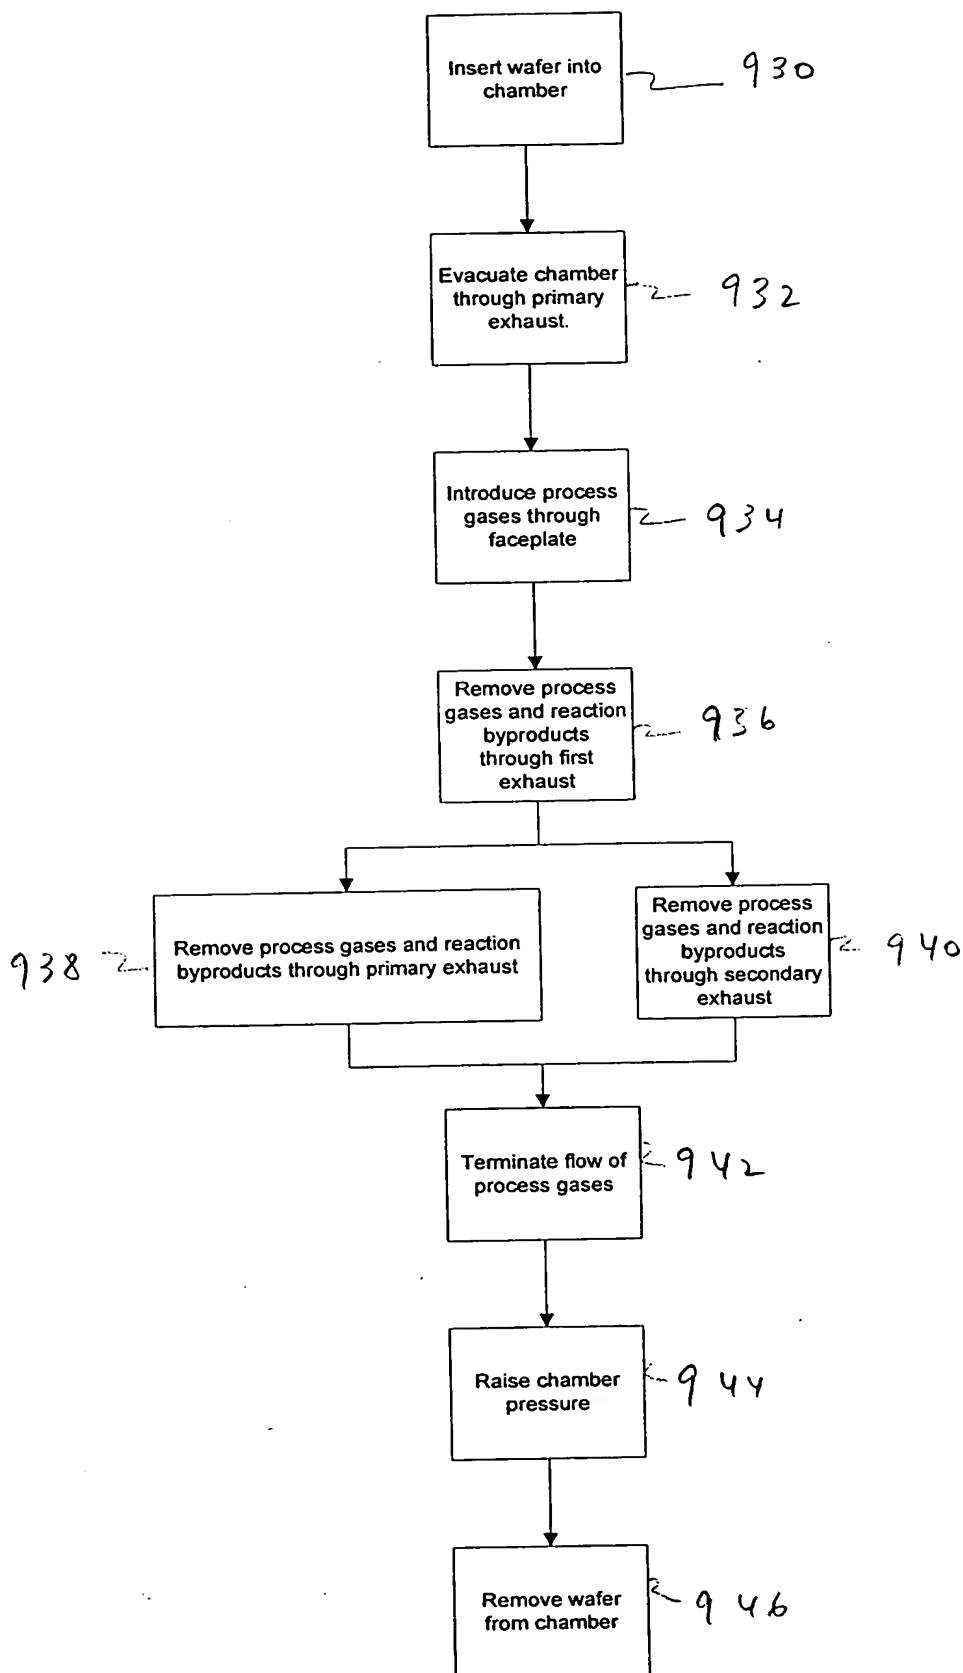 Insert wafer into
chamber
930
Evacuate chamber
through primary
exhaust.
932
Introduce process
gases through
faceplate
934
Remove process
gases and reaction
byproducts
through first
exhaust
936
938
Remove process gases and reaction
byproducts through primary exhaust
Remove process
gases and reaction
byproducts
through secondary
exhaust
940
Terminate flow of
process gases
942
Raise chamber
pressure
944
Remove wafer
from chamber
946